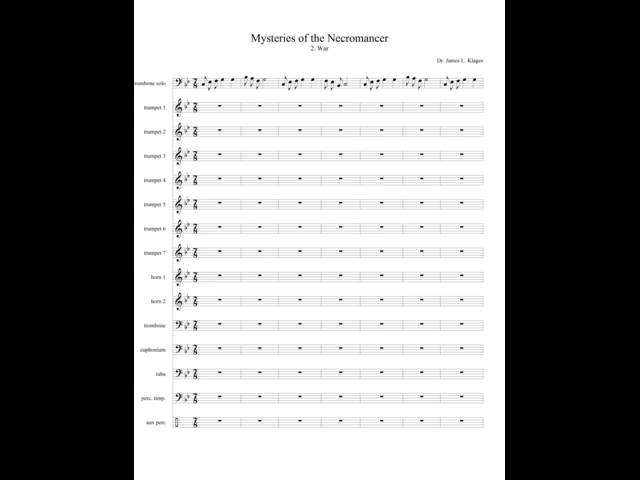 Mysteries of the Necromancer
2. War
Dr. James L. Klages
trombone solo
trumpet 1
trumpet 2
trumpet 3
trumpet 4
trumpet 5
trumpet 6
trumpet 7
horn 1
horn 2
trombone
euphonium
tuba
perc. timp.
aux perc